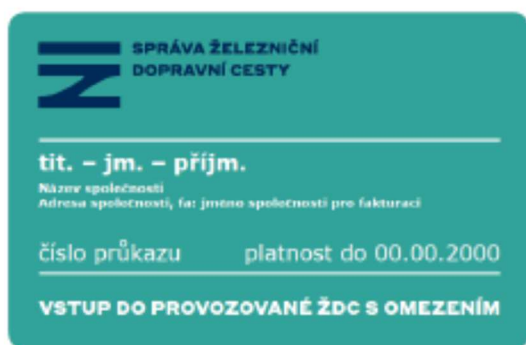 SPRÁVA ŽELEZNIČNÍ
DOPRAVNÍ CESTY
tit. – jm. – příjm.
Název společnosti
Adresa společnosti, fa: jméno společnosti pro fakturaci
číslo průkazu platnost do 00.00.2000
VSTUP DO PROVOZOVANÉ ŽDC S OMEZENÍM